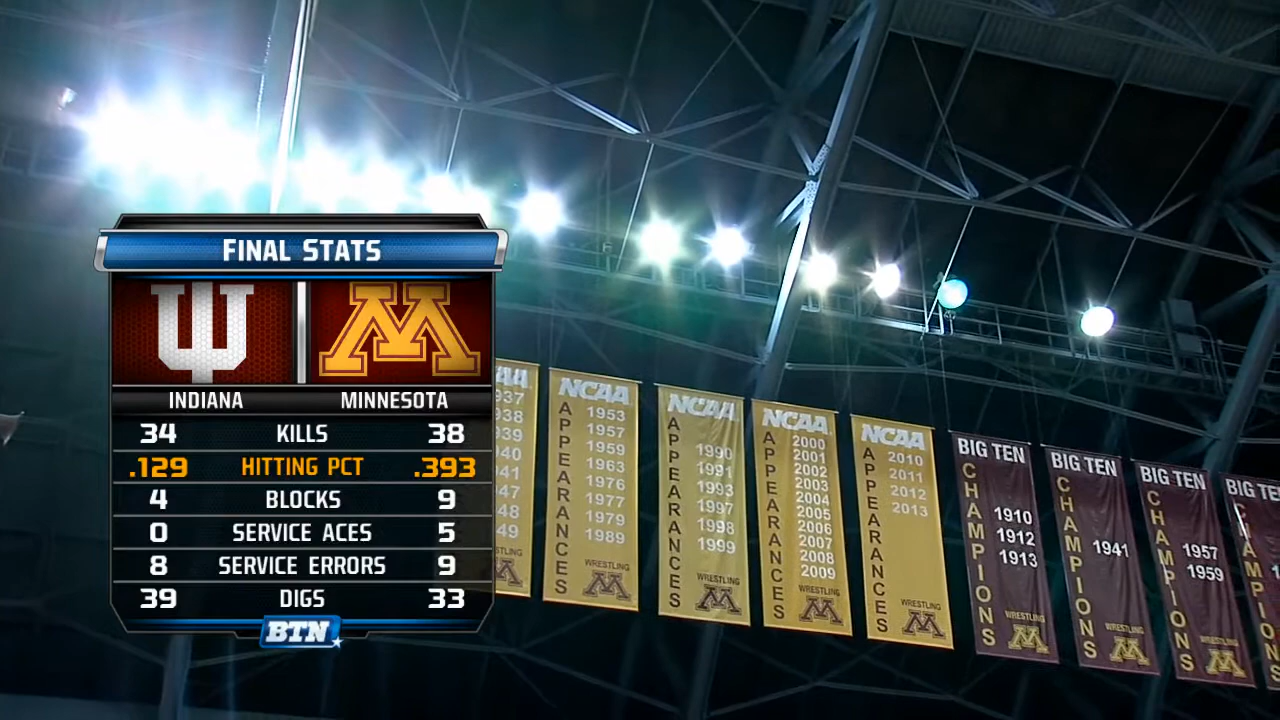 FINAL STATS
INDIANA MINNESOTA
34 KILLS 38
.129 HITTING PCT .393
4 BLOCKS 9
0 SERVICE ACES 5
8 SERVICE ERRORS 9
39 DIGS 33
BTN
NCAA
APPEARANCES
1953
1957
1959
1963
1976
1977
1979
1989
WRESTLING
M
NCAA
APPEARANCES
1990
1991
1993
1997
1998
1999
WRESTLING
M
NCAA
APPEARANCES
2000
2001
2002
2003
2004
2005
2006
2007
2008
2009
WRESTLING
M
NCAA
APPEARANCES
2010
2011
2012
2013
WRESTLING
M
BIG TEN
CHAMPIONS
1910
1912
1913
WRESTLING
M
BIG TEN
CHAMPIONS
1941
WRESTLING
M
BIG TEN
CHAMPIONS
1957
1959
WRESTLING
M
BIG TEN